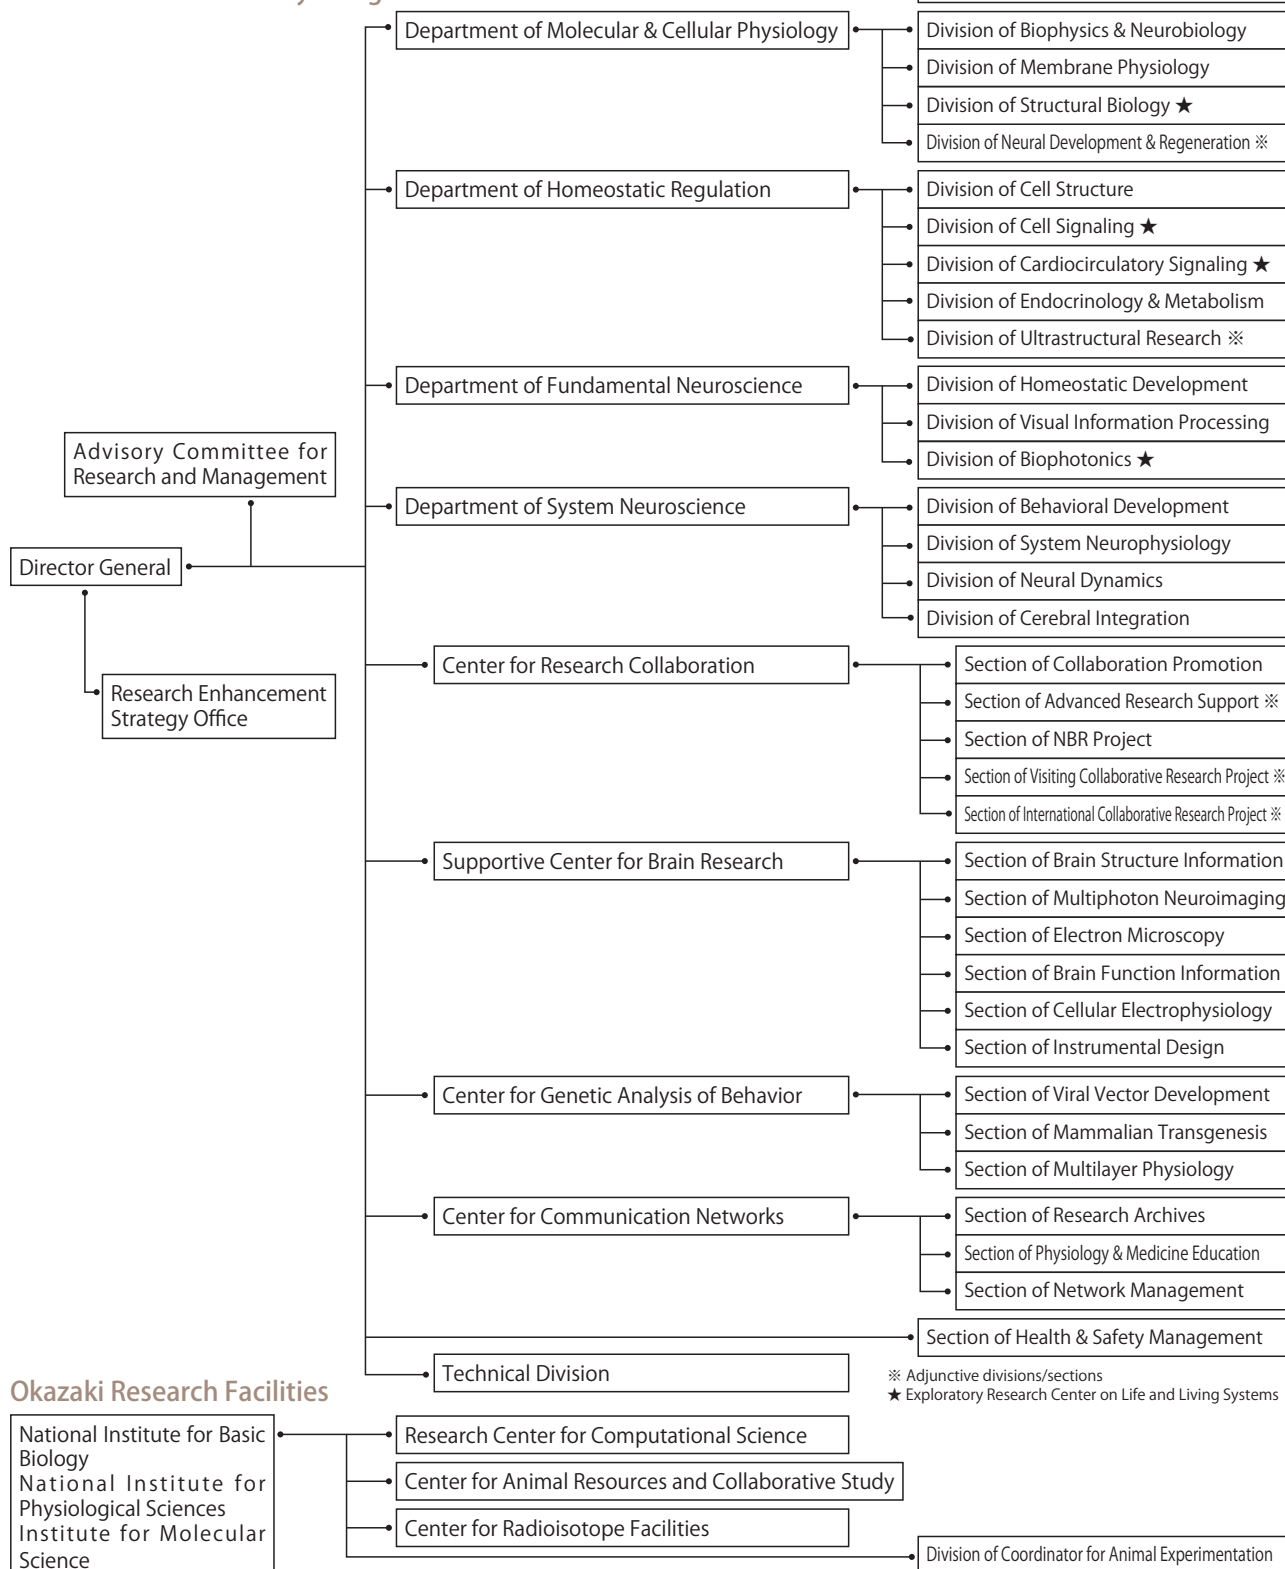 Department of Molecular & Cellular Physiology
Division of Biophysics & Neurobiology
Division of Membrane Physiology
Division of Structural Biology ★
Division of Neural Development & Regeneration ※
Department of Homeostatic Regulation
Division of Cell Structure
Division of Cell Signaling ★
Division of Cardiocirculatory Signaling ★
Division of Endocrinology & Metabolism
Division of Ultrastructural Research ※
Department of Fundamental Neuroscience
Division of Homeostatic Development
Division of Visual Information Processing
Division of Biophotonics ★
Advisory Committee for
Research and Management
Department of System Neuroscience
Division of Behavioral Development
Division of System Neurophysiology
Division of Neural Dynamics
Division of Cerebral Integration
Director General
Research Enhancement
Strategy Office
Center for Research Collaboration
Section of Collaboration Promotion
Section of Advanced Research Support ※
Section of NBR Project
Section of Visiting Collaborative Research Project ※
Section of International Collaborative Research Project ※
Supportive Center for Brain Research
Section of Brain Structure Information
Section of Multiphoton Neuroimaging
Section of Electron Microscopy
Section of Brain Function Information
Section of Cellular Electrophysiology
Section of Instrumental Design
Center for Genetic Analysis of Behavior
Section of Viral Vector Development
Section of Mammalian Transgenesis
Section of Multilayer Physiology
Center for Communication Networks
Section of Research Archives
Section of Physiology & Medicine Education
Section of Network Management
Section of Health & Safety Management
Technical Division
※ Adjunctive divisions/sections
★ Exploratory Research Center on Life and Living Systems
Okazaki Research Facilities
National Institute for Basic
Biology
National Institute for
Physiological Sciences
Institute for Molecular
Science
Research Center for Computational Science
Center for Animal Resources and Collaborative Study
Center for Radioisotope Facilities
Division of Coordinator for Animal Experimentation